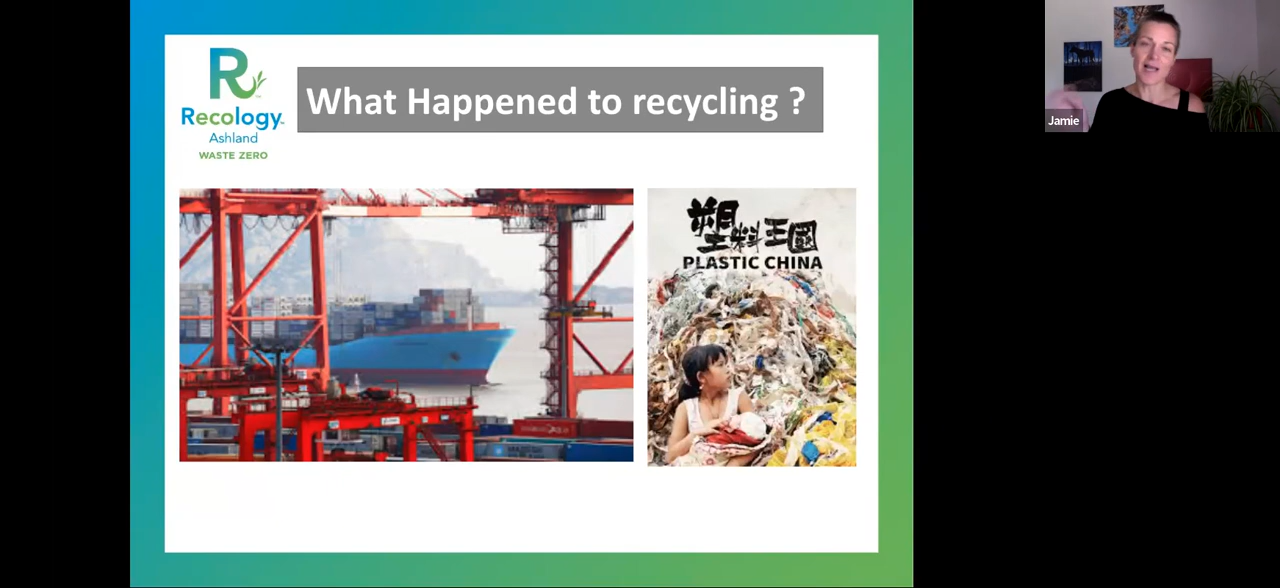 Recology
Ashland
WASTE ZERO
What Happened to recycling ?
塑料王國
PLASTIC CHINA
Jamie